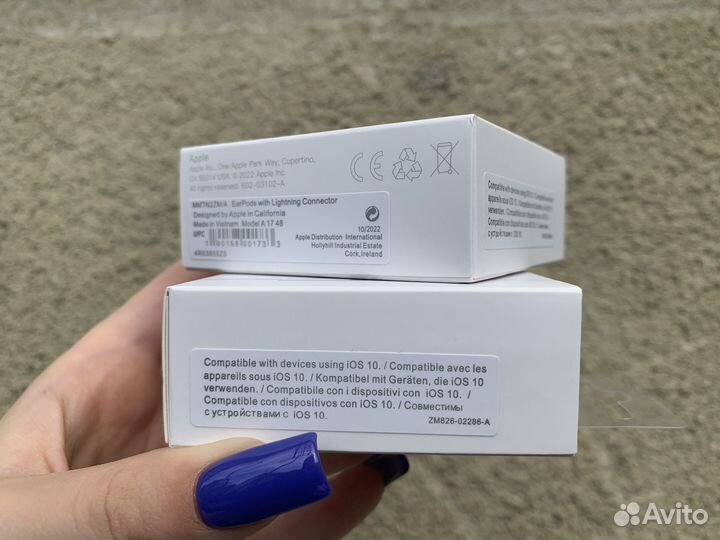 Apple
Apple Inc., One Apple Park Way, Cupertino,
CA 95014 USA. © 2022 Apple Inc.
All rights reserved. 602-03102-A
MMTN2ZM/A EarPods with Lightning Connector
Designed by Apple in California
Made in Vietnam Model A 17 48
UPC
10/2022
Apple Distribution International
Hollyhill Industrial Estate
Cork,Ireland
CE
Compatible with devices using iOS 10. / Compatible avec les
appareils sous iOS 10. / Kompatibel mit Geräten, die iOS 10
verwenden. / Compatibile con i dispositivi con iOS 10. /
Compatible con dispositivos con iOS 10. / Совместимы
с устройствами с iOS 10.
ZM826-02286-A
Avito